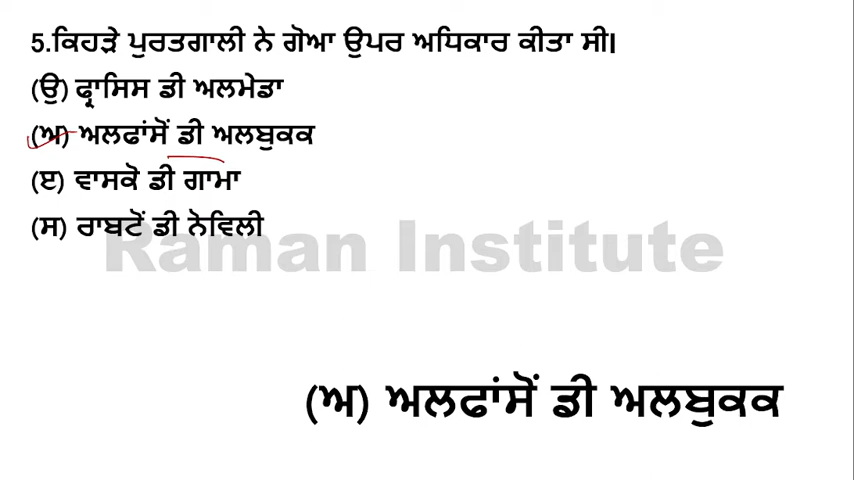 5.ਕਿਹੜੇ ਪੁਰਤਗਾਲੀ ਨੇ ਗੋਆ ਉਪਰ ਅਧਿਕਾਰ ਕੀਤਾ ਸੀ।
(ੳ) ਫ੍ਰਾਸਿਸ ਡੀ ਅਲਮੇਡਾ
(ਅ) ਅਲਫਾਂਸੋਂ ਡੀ ਅਲਬੁਕਕ
(ੲ) ਵਾਸਕੋ ਡੀ ਗਾਮਾ
(ਸ) ਰਾਬਟੋਂ ਡੀ ਨੋਵਿਲੀ
Raman Institute
(ਅ) ਅਲਫਾਂਸੋਂ ਡੀ ਅਲਬੁਕਕ